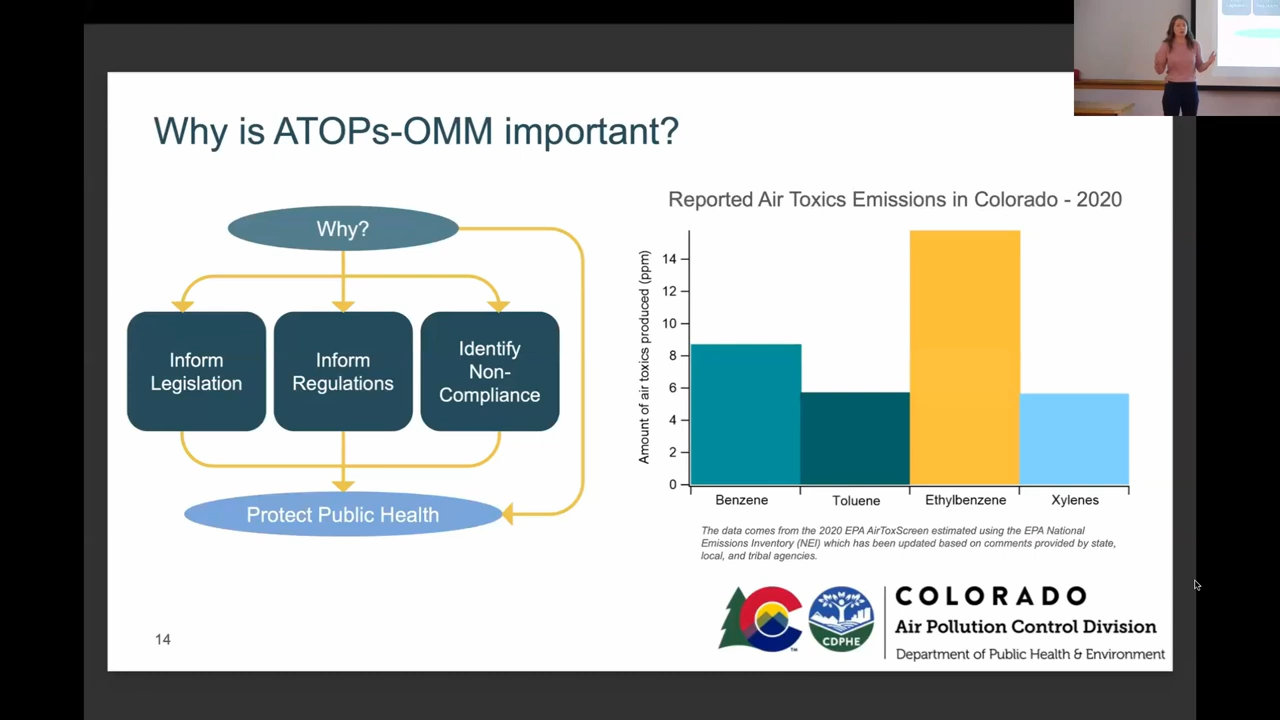 Why is ATOPs-OMM important?
Why?
Inform
Legislation
Inform
Regulations
Identify
Non-
Compliance
Protect Public Health
Reported Air Toxics Emissions in Colorado - 2020
Amount of air toxics produced (ppm)
14
12
10
8
6
4
2
0
Benzene
Toluene
Ethylbenzene
Xylenes
The data comes from the 2020 EPA AirToxScreen estimated using the EPA National
Emissions Inventory (NEI) which has been updated based on comments provided by state,
local, and tribal agencies.
TM
CDPHE
COLORADO
Air Pollution Control Division
Department of Public Health & Environment
14